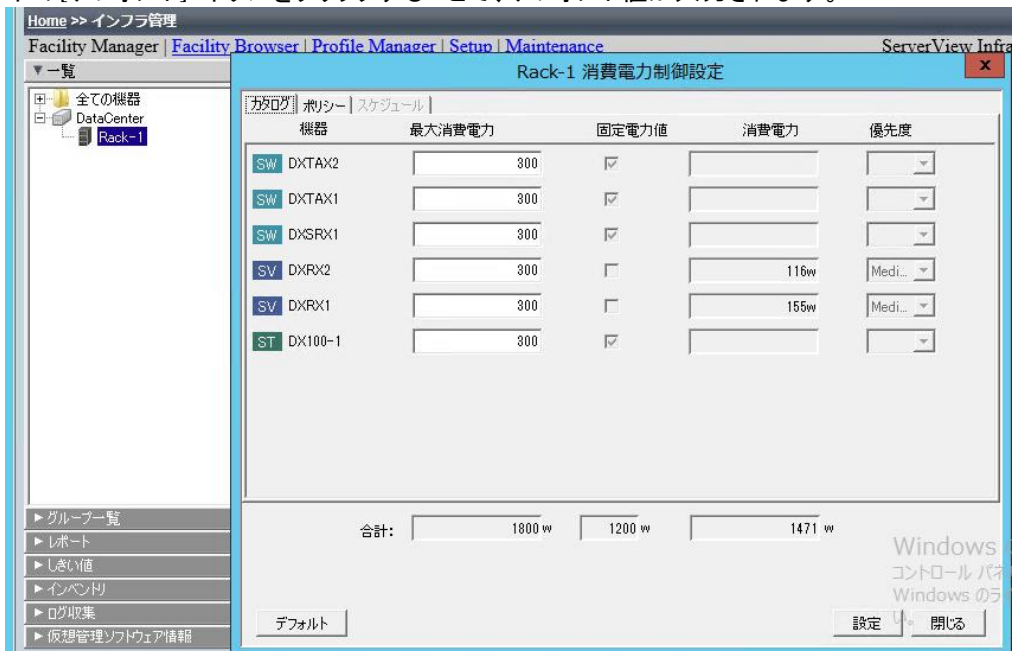 Home >> インフラ管理
Facility Manager | Facility Browser | Profile Manager | Setup | Maintenance ServerView Infra
▼一覧
全ての機器
DataCenter
Rack-1
Rack-1 消費電力制御設定
x
カタログ ポリシー スケジュール
機器 最大消費電力 固定電力値 消費電力 優先度
SW DXTAX2 300
SW DXTAX1 300
SW DXSRX1 300
SV DXRX2 300 116w Medi...
SV DXRX1 300 155w Medi...
ST DX100-1 300
合計: 1800 w 1200 w 1471 w
▶グループ一覧
▶レポート
▶しきい値
▶インベントリ
▶ログ収集
▶仮想管理ソフトウェア情報
Windows
コントロール パネ
Windows のラ
い。
デフォルト 設定 閉じる